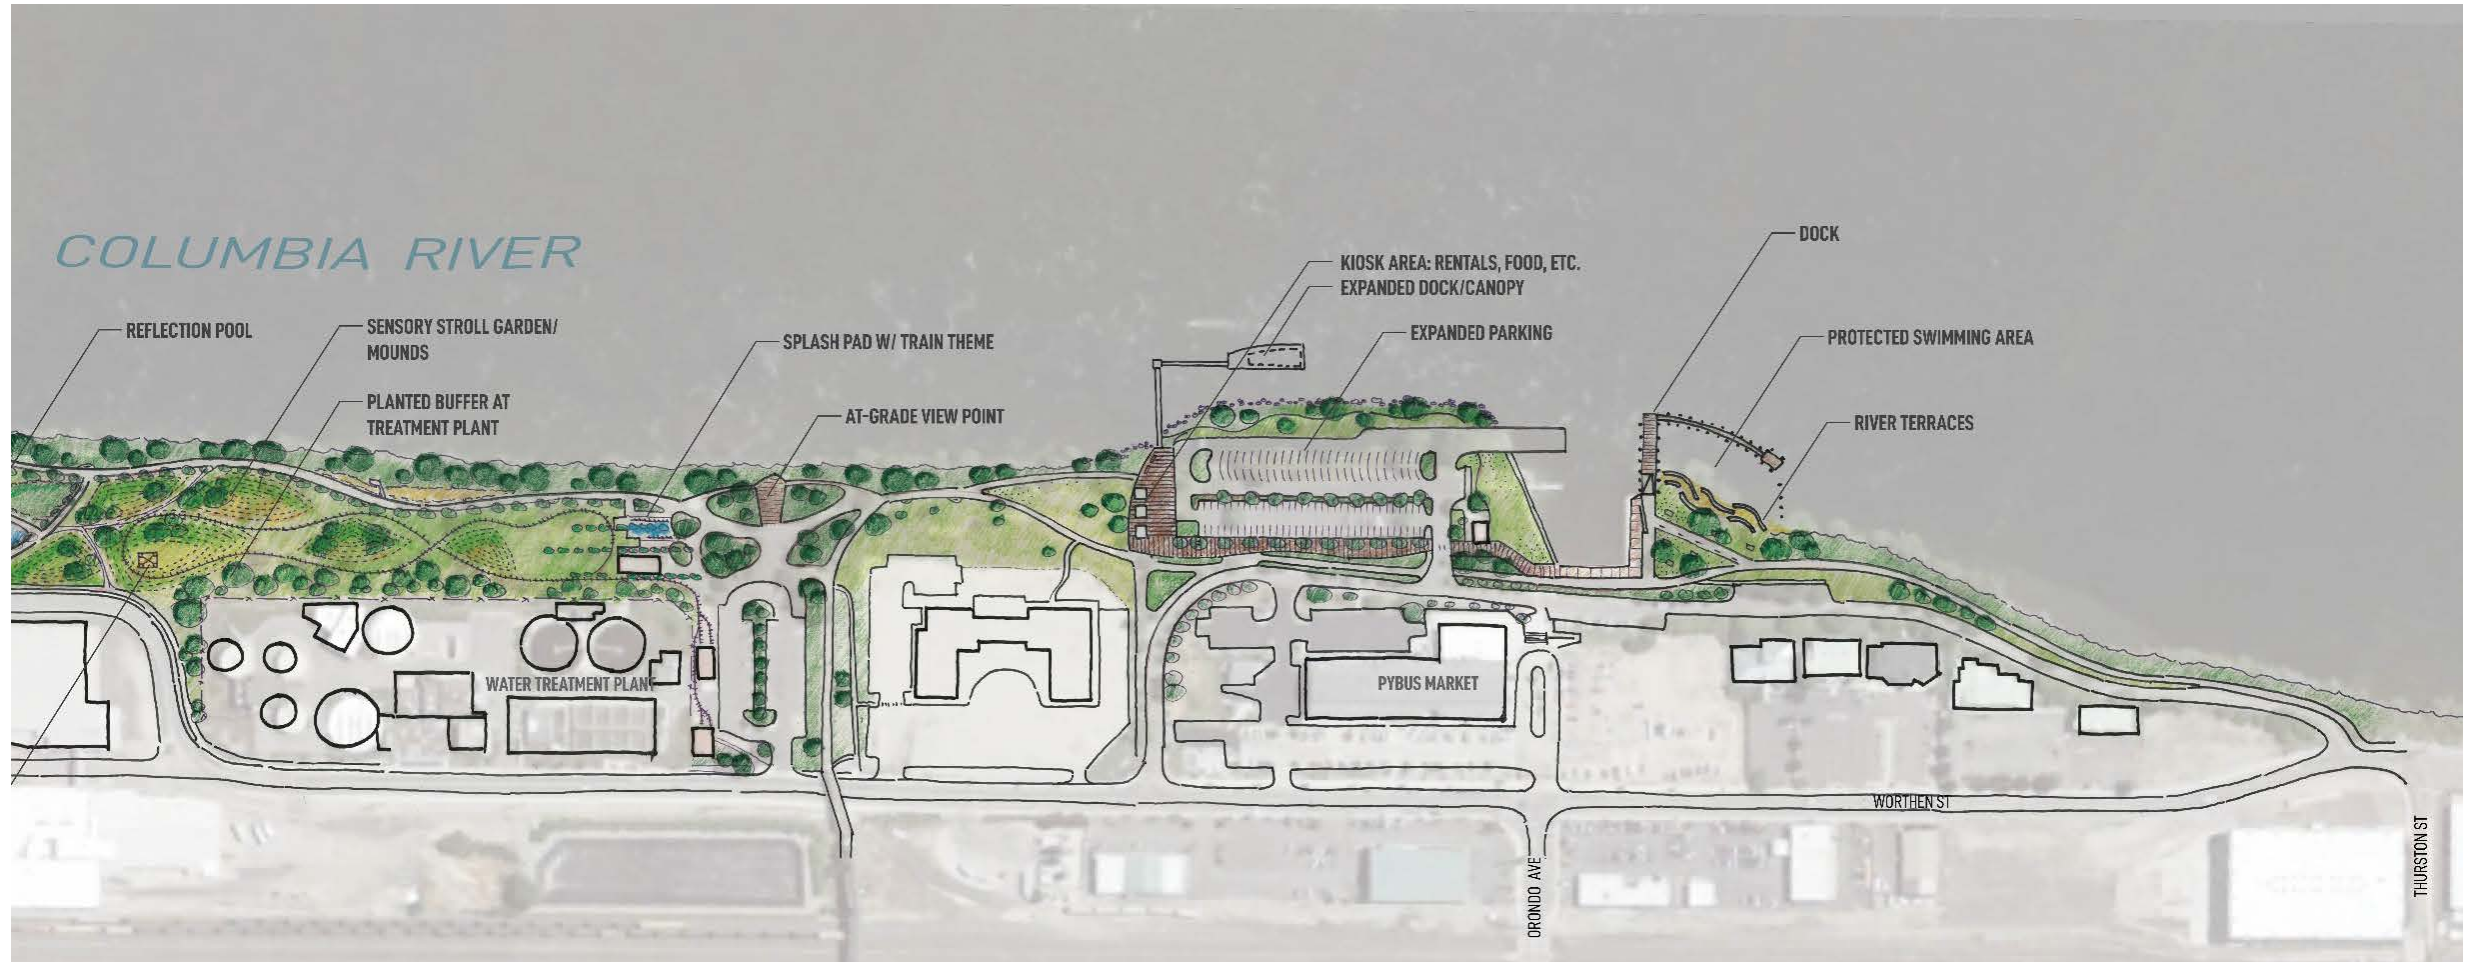 COLUMBIA RIVER
REFLECTION POOL
SENSORY STROLL GARDEN/
MOUNDS
PLANTED BUFFER AT
TREATMENT PLANT
SPLASH PAD W/ TRAIN THEME
AT-GRADE VIEW POINT
KIOSK AREA: RENTALS, FOOD, ETC.
EXPANDED DOCK/CANOPY
EXPANDED PARKING
DOCK
PROTECTED SWIMMING AREA
RIVER TERRACES
WATER TREATMENT PLANT
PYBUS MARKET
WORTHEN ST
ORONDO AVE
THURSTON ST